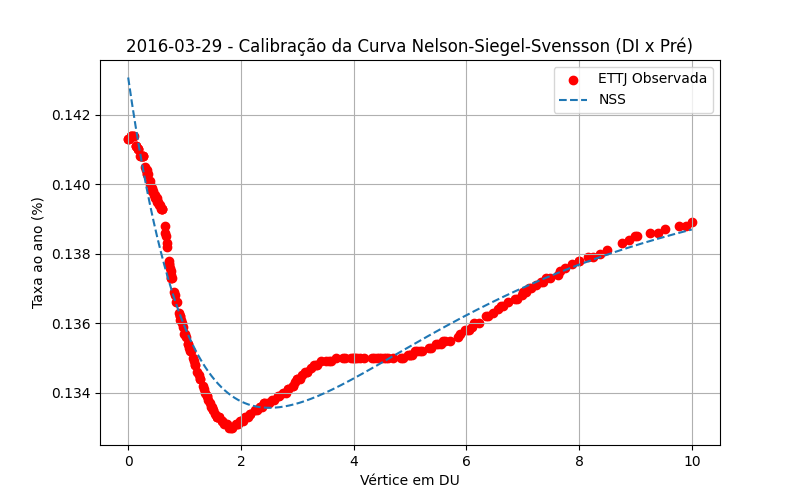 2016-03-29 - Calibração da Curva Nelson-Siegel-Svensson (DI x Pré)
ETTJ Observada
NSS
Taxa ao ano (%)
0.142
0.140
0.138
0.136
0.134
0 2 4 6 8 10
Vértice em DU